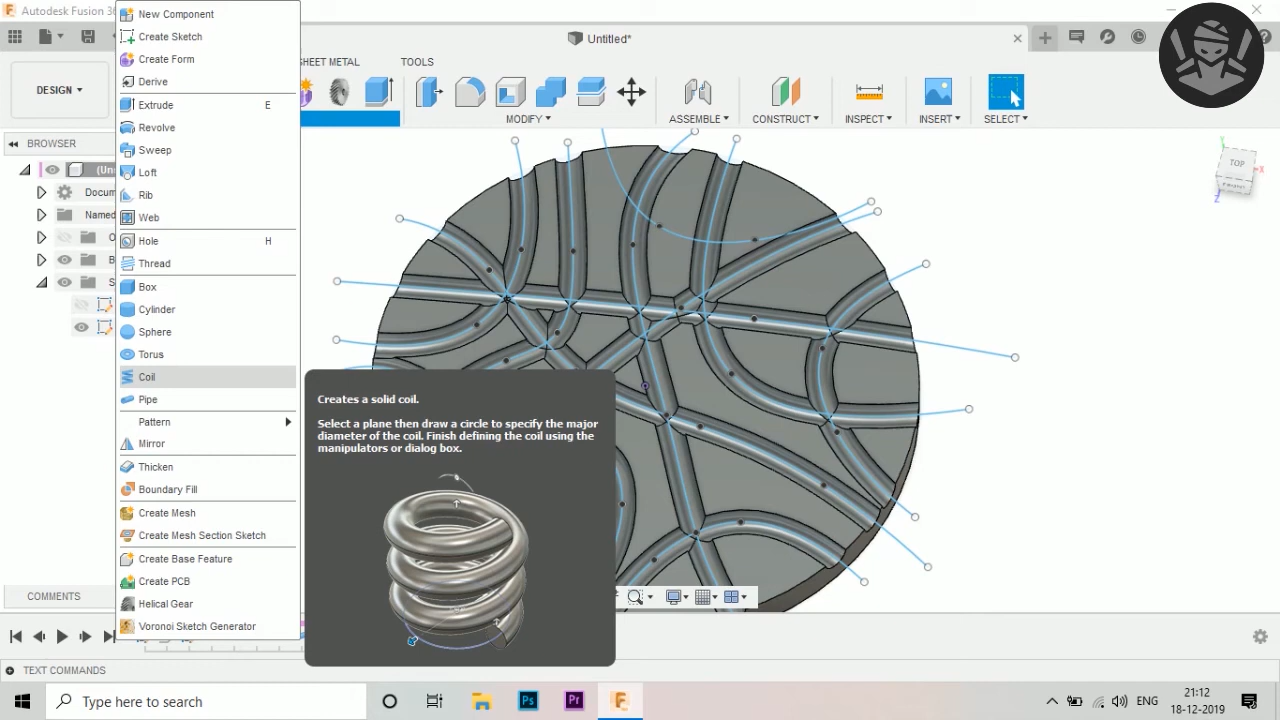 Autodesk Fusion 36
Untitled*
New Component
Create Sketch
Create Form
Derive
Extrude E
Revolve
Sweep
Loft
Rib
Web
Hole H
Thread
Box
Cylinder
Sphere
Torus
Coil
Pipe
Pattern
Mirror
Thicken
Boundary Fill
Create Mesh
Create Mesh Section Sketch
Create Base Feature
Create PCB
Helical Gear
Voronoi Sketch Generator
SHEET METAL
TOOLS
DESIGN
MODIFY
ASSEMBLE
CONSTRUCT
INSPECT
INSERT
SELECT
BROWSER
(Un
Docum
Named
O
B
S
TOP
Y
X
Z
Creates a solid coil.
Select a plane then draw a circle to specify the major
diameter of the coil. Finish defining the coil using the
manipulators or dialog box.
COMMENTS
TEXT COMMANDS
Type here to search
Ps
Pr
F
ENG
21:12
18-12-2019